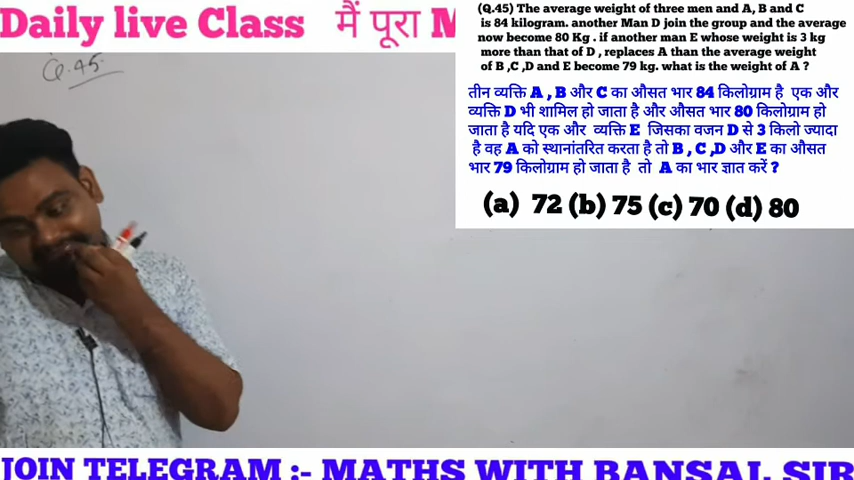 Daily live Class मैं पूरा M
(Q.45) The average weight of three men and A, B and C
is 84 kilogram. another Man D join the group and the average
now become 80 Kg . if another man E whose weight is 3 kg
more than that of D , replaces A than the average weight
of B ,C ,D and E become 79 kg. what is the weight of A ?
तीन व्यक्ति A , B और C का औसत भार 84 किलोग्राम है एक और
व्यक्ति D भी शामिल हो जाता है और औसत भार 80 किलोग्राम हो
जाता है यदि एक और व्यक्ति E जिसका वजन D से 3 किलो ज्यादा
है वह A को स्थानांतरित करता है तो B , C ,D और E का औसत
भार 79 किलोग्राम हो जाता है तो A का भार ज्ञात करें ?
(a) 72 (b) 75 (c) 70 (d) 80
Q.45
JOIN TELEGRAM :- MATHS WITH BANSAL SIR